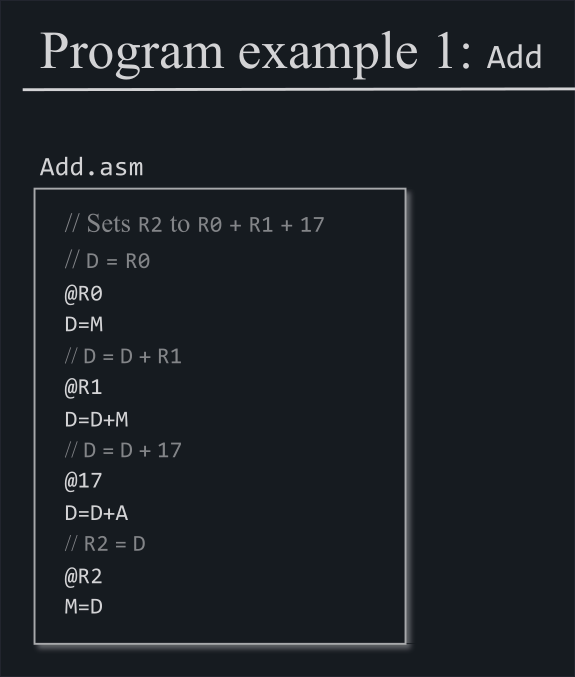 Program example 1: Add
Add.asm
// Sets R2 to R0 + R1 + 17
// D = R0
@R0
D=M
// D = D + R1
@R1
D=D+M
// D = D + 17
@17
D=D+A
// R2 = D
@R2
M=D